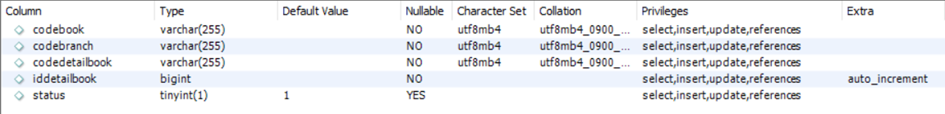 Column Type Default Value Nullable Character Set Collation Privileges Extra
codebook varchar(255) NO utf8mb4 utf8mb4_0900_... select,insert,update,references
codebranch varchar(255) NO utf8mb4 utf8mb4_0900_... select,insert,update,references
codedetailbook varchar(255) NO utf8mb4 utf8mb4_0900_... select,insert,update,references
iddetailbook bigint NO select,insert,update,references auto_increment
status tinyint(1) 1 YES select,insert,update,references